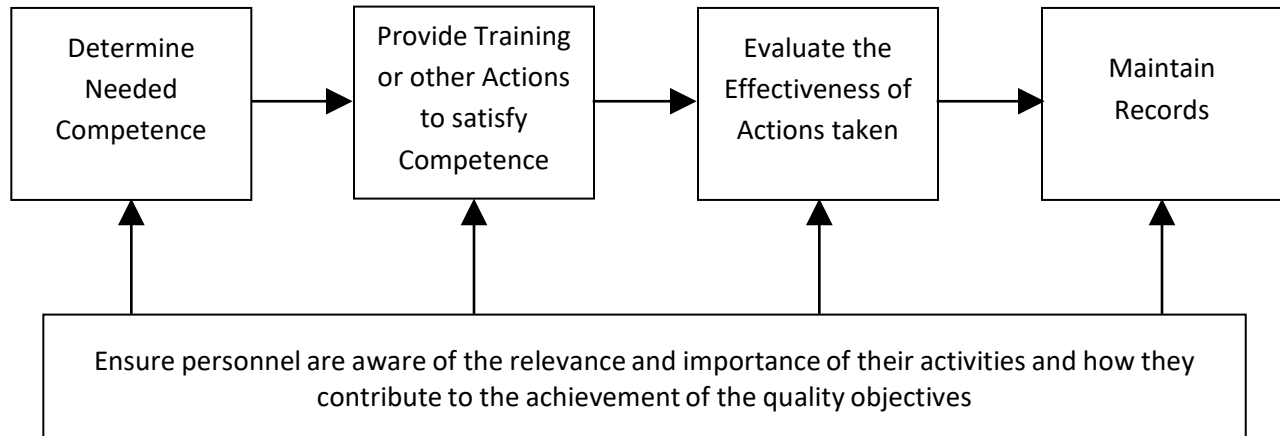 Determine
Needed
Competence
Provide Training
or other Actions
to satisfy
Competence
Evaluate the
Effectiveness of
Actions taken
Maintain
Records
Ensure personnel are aware of the relevance and importance of their activities and how they
contribute to the achievement of the quality objectives